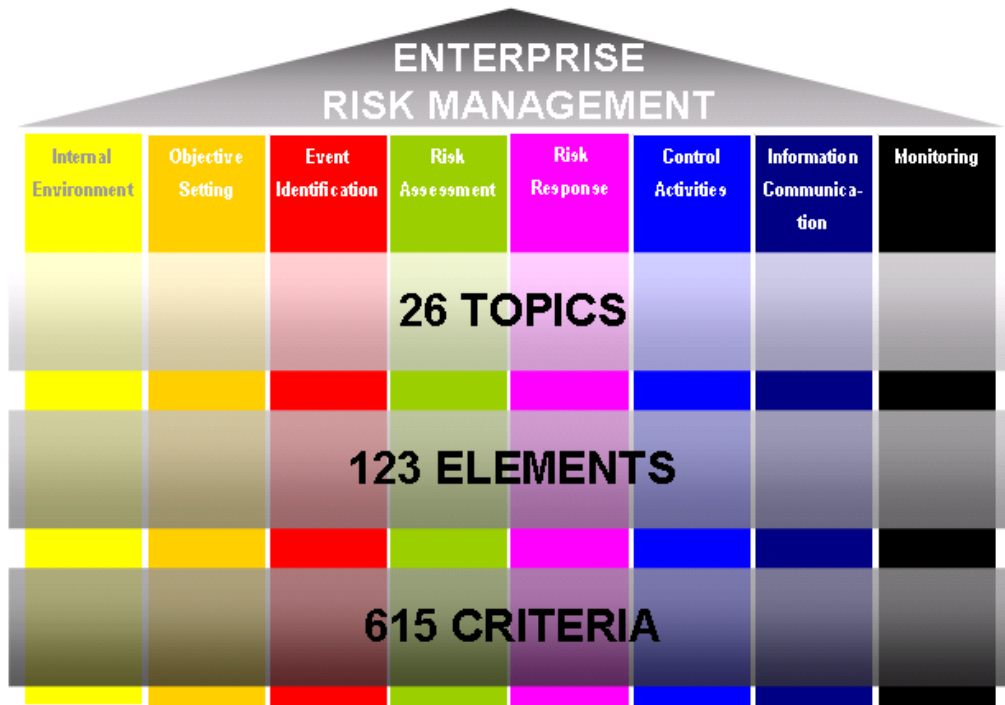 ENTERPRISE
RISK MANAGEMENT
Internal
Environment
Objective
Setting
Event
Identification
Risk
Assessment
Risk
Response
Control
Activities
Information
Communica-
tion
Monitoring
26 TOPICS
123 ELEMENTS
615 CRITERIA